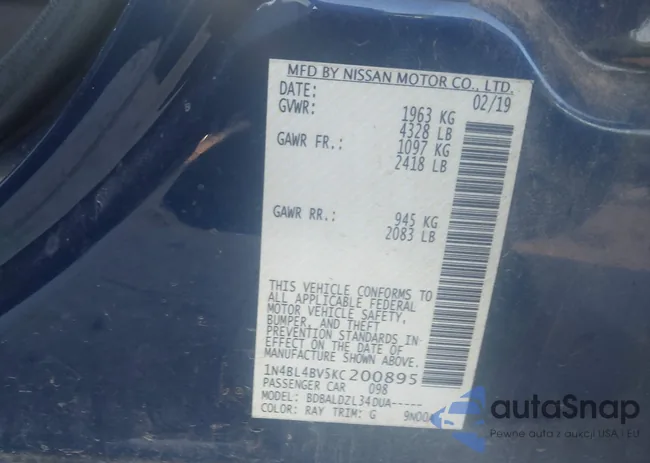 MFD BY NISSAN MOTOR CO., LTD.
DATE: 02/19
GVWR: 1963 KG
4328 LB
GAWR FR.: 1097 KG
2418 LB
GAWR RR.: 945 KG
2083 LB
THIS VEHICLE CONFORMS TO
ALL APPLICABLE FEDERAL
MOTOR VEHICLE SAFETY,
BUMPER, AND THEFT
PREVENTION STANDARDS IN
EFFECT ON THE DATE OF
MANUFACTURE SHOWN ABOVE.
1N4BL4BV5KC200895
PASSENGER CAR 098
MODEL: BDBALDZL34DUA-----
COLOR: RAY TRIM: G
autoSnap
Pewne auta z aukcji USA i EU